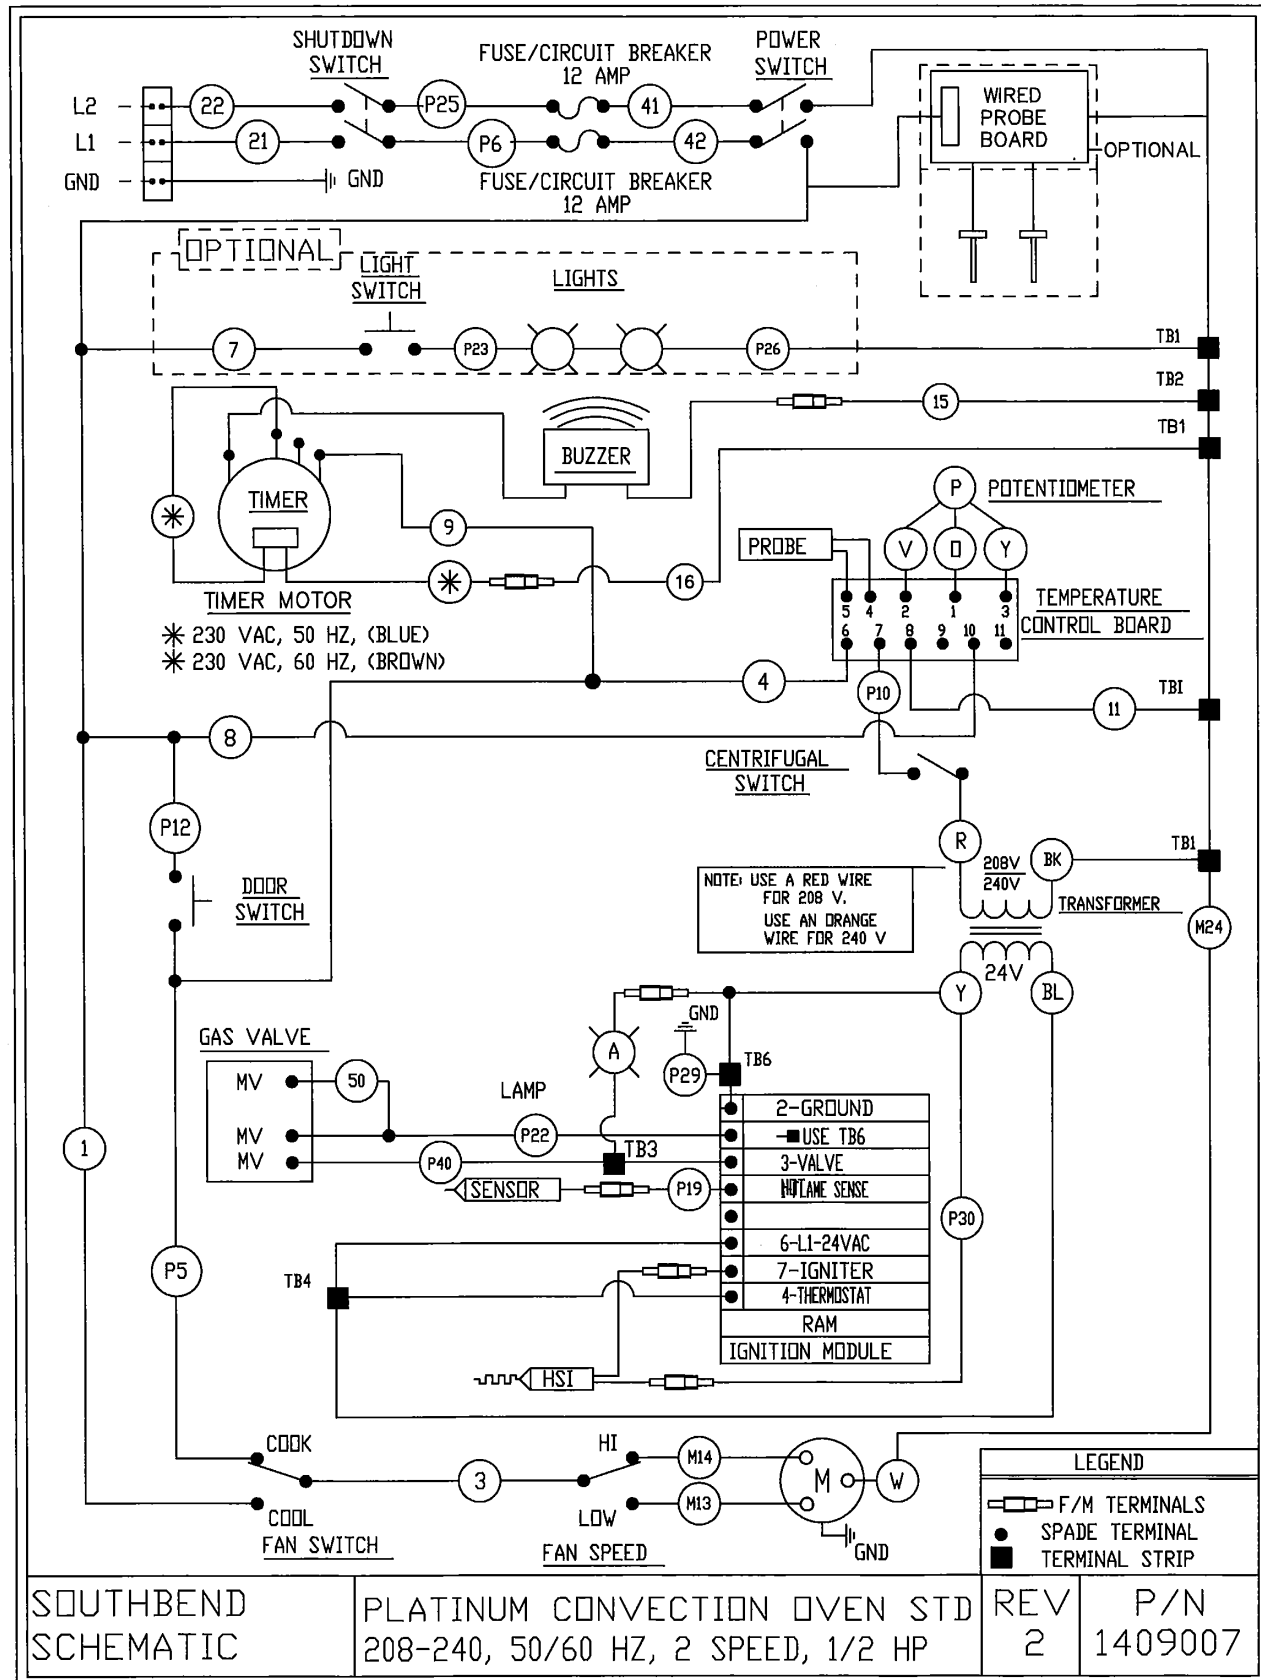 SHUTDOWN
SWITCH
FUSE/CIRCUIT BREAKER
12 AMP
POWER
SWITCH
L2
22
P25
41
L1
21
P6
42
GND
GND
FUSE/CIRCUIT BREAKER
12 AMP
WIRED
PROBE
BOARD
OPTIONAL
OPTIONAL
LIGHT
SWITCH
LIGHTS
7
P23
P26
TB1
TB2
15
TB1
BUZZER
TIMER
9
16
TIMER MOTOR
230 VAC, 50 HZ, (BLUE)
230 VAC, 60 HZ, (BROWN)
P
POTENTIOMETER
PROBE
V
O
Y
5 4 2 1 3
6 7 8 9 10 11
TEMPERATURE
CONTROL BOARD
4
P10
11
TBI
8
CENTRIFUGAL
SWITCH
P12
DOOR
SWITCH
R
208V
240V
BK
TB1
TRANSFORMER
NOTE: USE A RED WIRE
FOR 208 V.
USE AN ORANGE
WIRE FOR 240 V
M24
24V
Y
BL
GND
A
P29
TB6
GAS VALVE
MV
50
LAMP
MV
P22
MV
P40
TB3
SENSOR
P19
2-GROUND
USE TB6
3-VALVE
LAME SENSE
6-L1-24VAC
7-IGNITER
4-THERMOSTAT
RAM
IGNITION MODULE
P30
1
P5
TB4
HSI
COOK
COOL
FAN SWITCH
3
HI
LOW
FAN SPEED
M14
M13
M
W
GND
LEGEND
F/M TERMINALS
SPADE TERMINAL
TERMINAL STRIP
SOUTHBEND
SCHEMATIC
PLATINUM CONVECTION OVEN STD
208-240, 50/60 HZ, 2 SPEED, 1/2 HP
REV
2
P/N
1409007